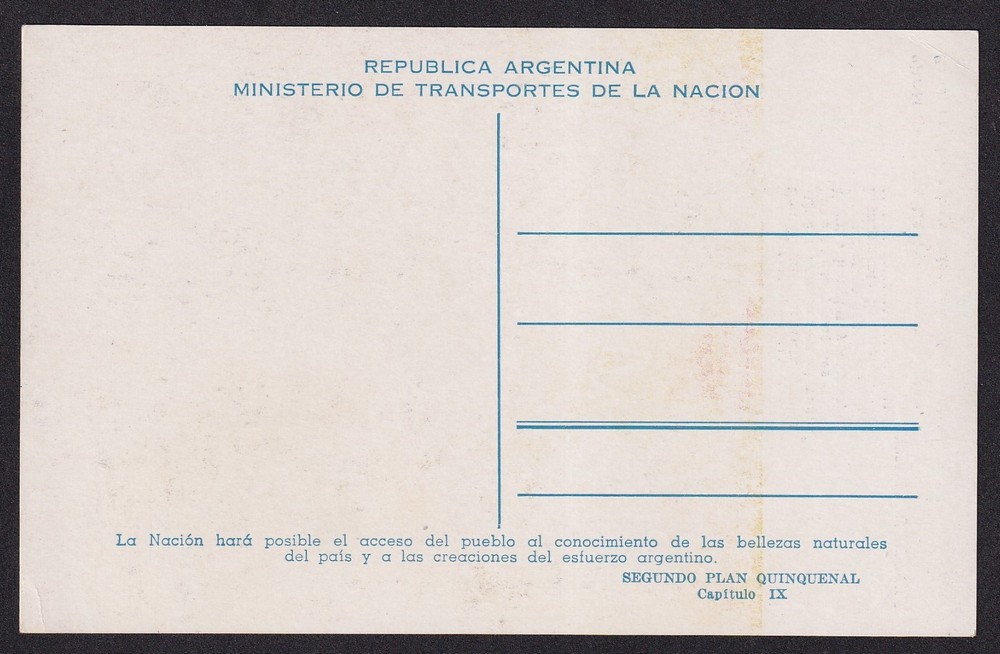 REPUBLICA ARGENTINA
MINISTERIO DE TRANSPORTES DE LA NACION
La Nación hará posible el acceso del pueblo al conocimiento de las bellezas naturales
del país y a las creaciones del esfuerzo argentino.
SEGUNDO PLAN QUINQUENAL
Capítulo IX